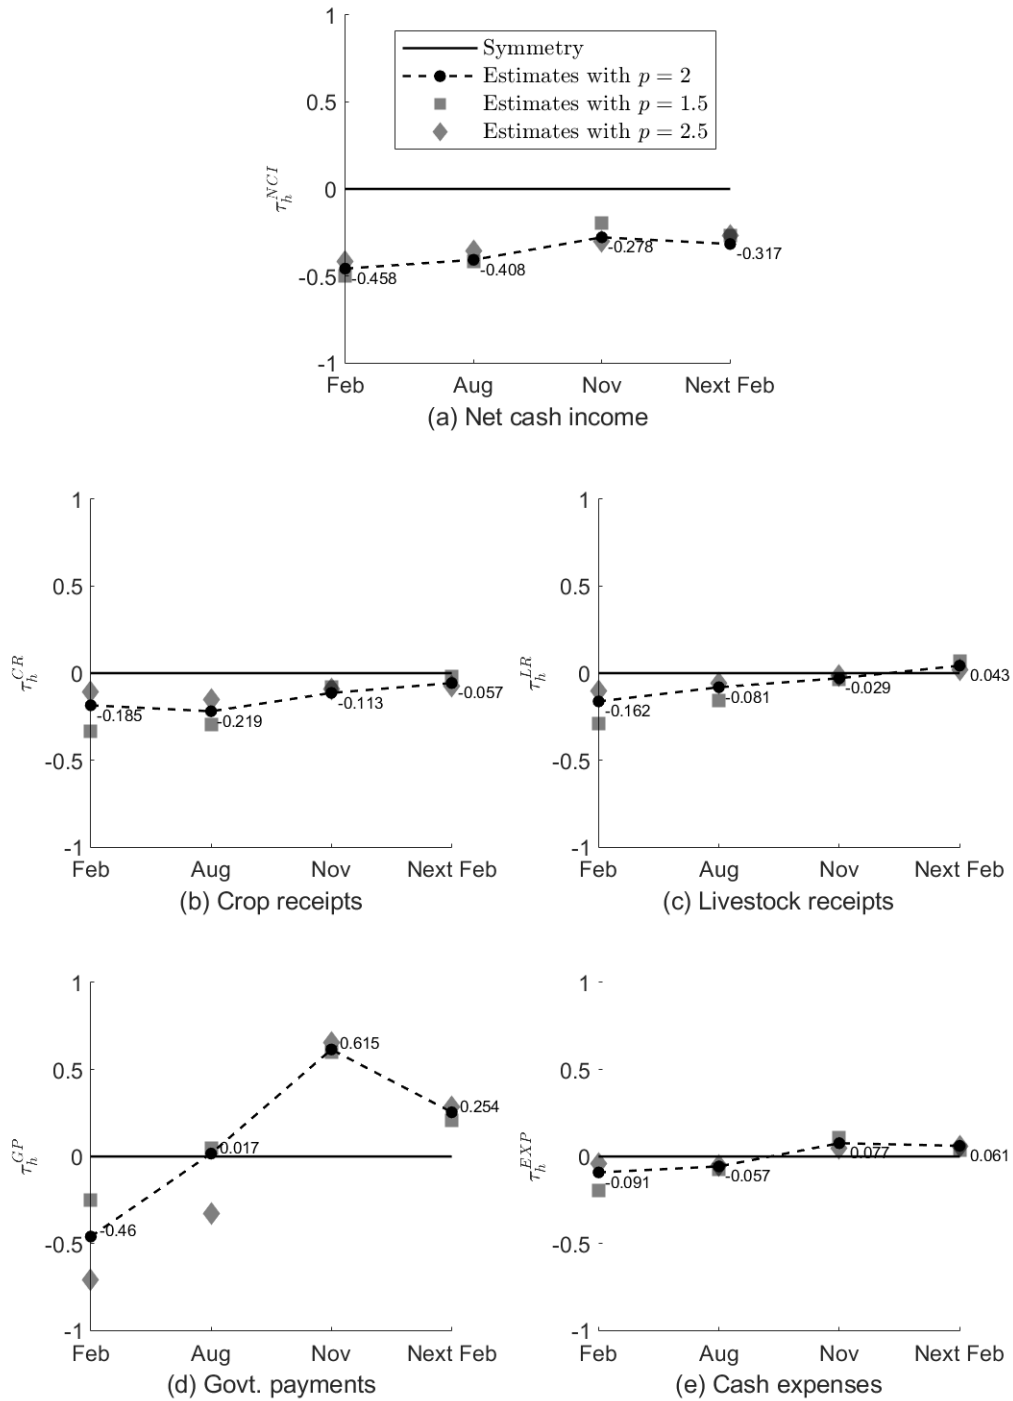 1
Symmetry
Estimates with p = 2
Estimates with p = 1.5
Estimates with p = 2.5
0.5
0
-0.5
-1
τ_h^{NCI}
-0.458
-0.408
-0.278
-0.317
Feb Aug Nov Next Feb
(a) Net cash income
1
0.5
0
-0.5
-1
τ_h^{CR}
-0.185
-0.219
-0.113
-0.057
Feb Aug Nov Next Feb
(b) Crop receipts
1
0.5
0
-0.5
-1
τ_h^{LR}
-0.162
-0.081
-0.029
0.043
Feb Aug Nov Next Feb
(c) Livestock receipts
1
0.5
0
-0.5
-1
τ_h^{GP}
-0.46
0.017
0.615
0.254
Feb Aug Nov Next Feb
(d) Govt. payments
1
0.5
0
-0.5
-1
τ_h^{EXP}
-0.091
-0.057
0.077
0.061
Feb Aug Nov Next Feb
(e) Cash expenses